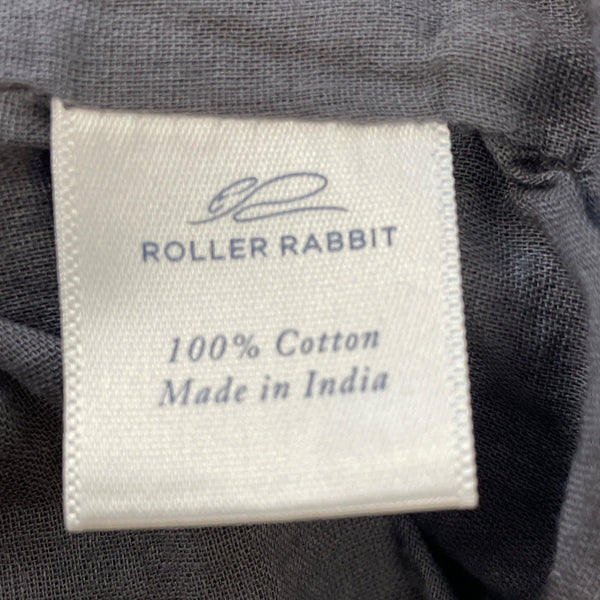 ROLLER RABBIT
100% Cotton
Made in India